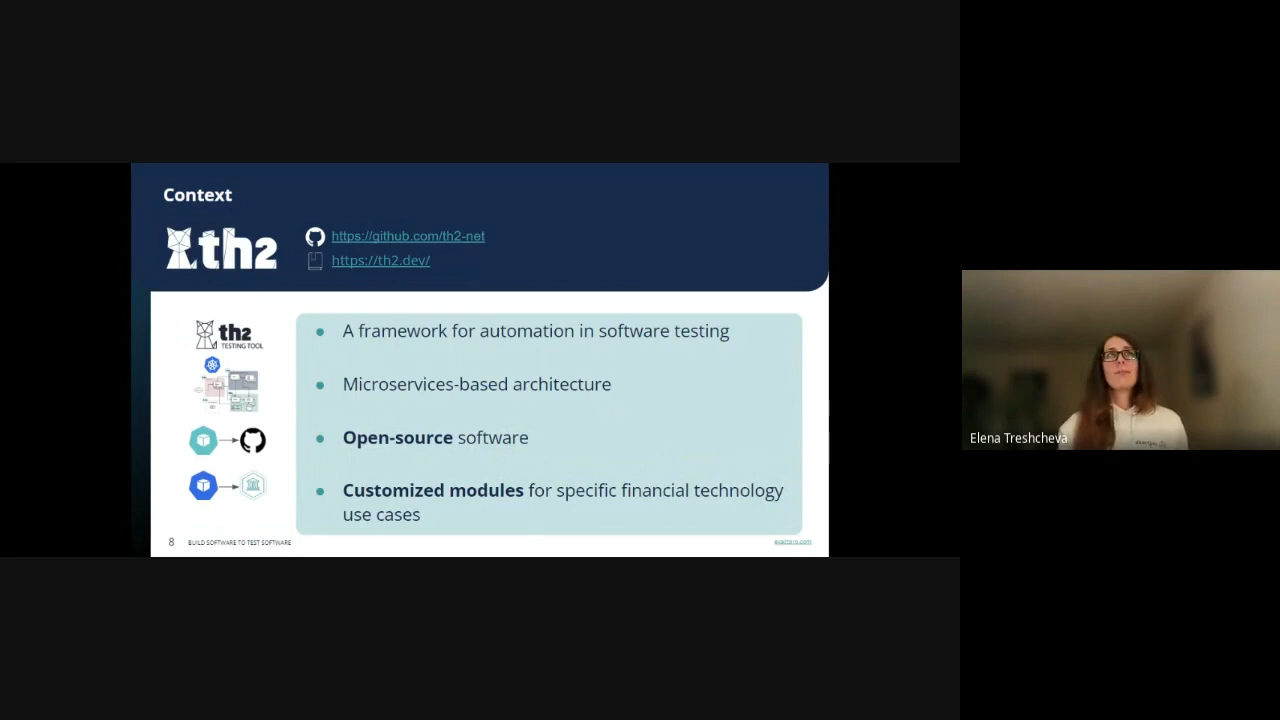 Context
th2
https://github.com/th2-net
https://th2.dev/
th2
TESTING TOOL
A framework for automation in software testing
Microservices-based architecture
Open-source software
Customized modules for specific financial technology
use cases
8 BUILD SOFTWARE TO TEST SOFTWARE
exactpro.com
Elena Treshcheva